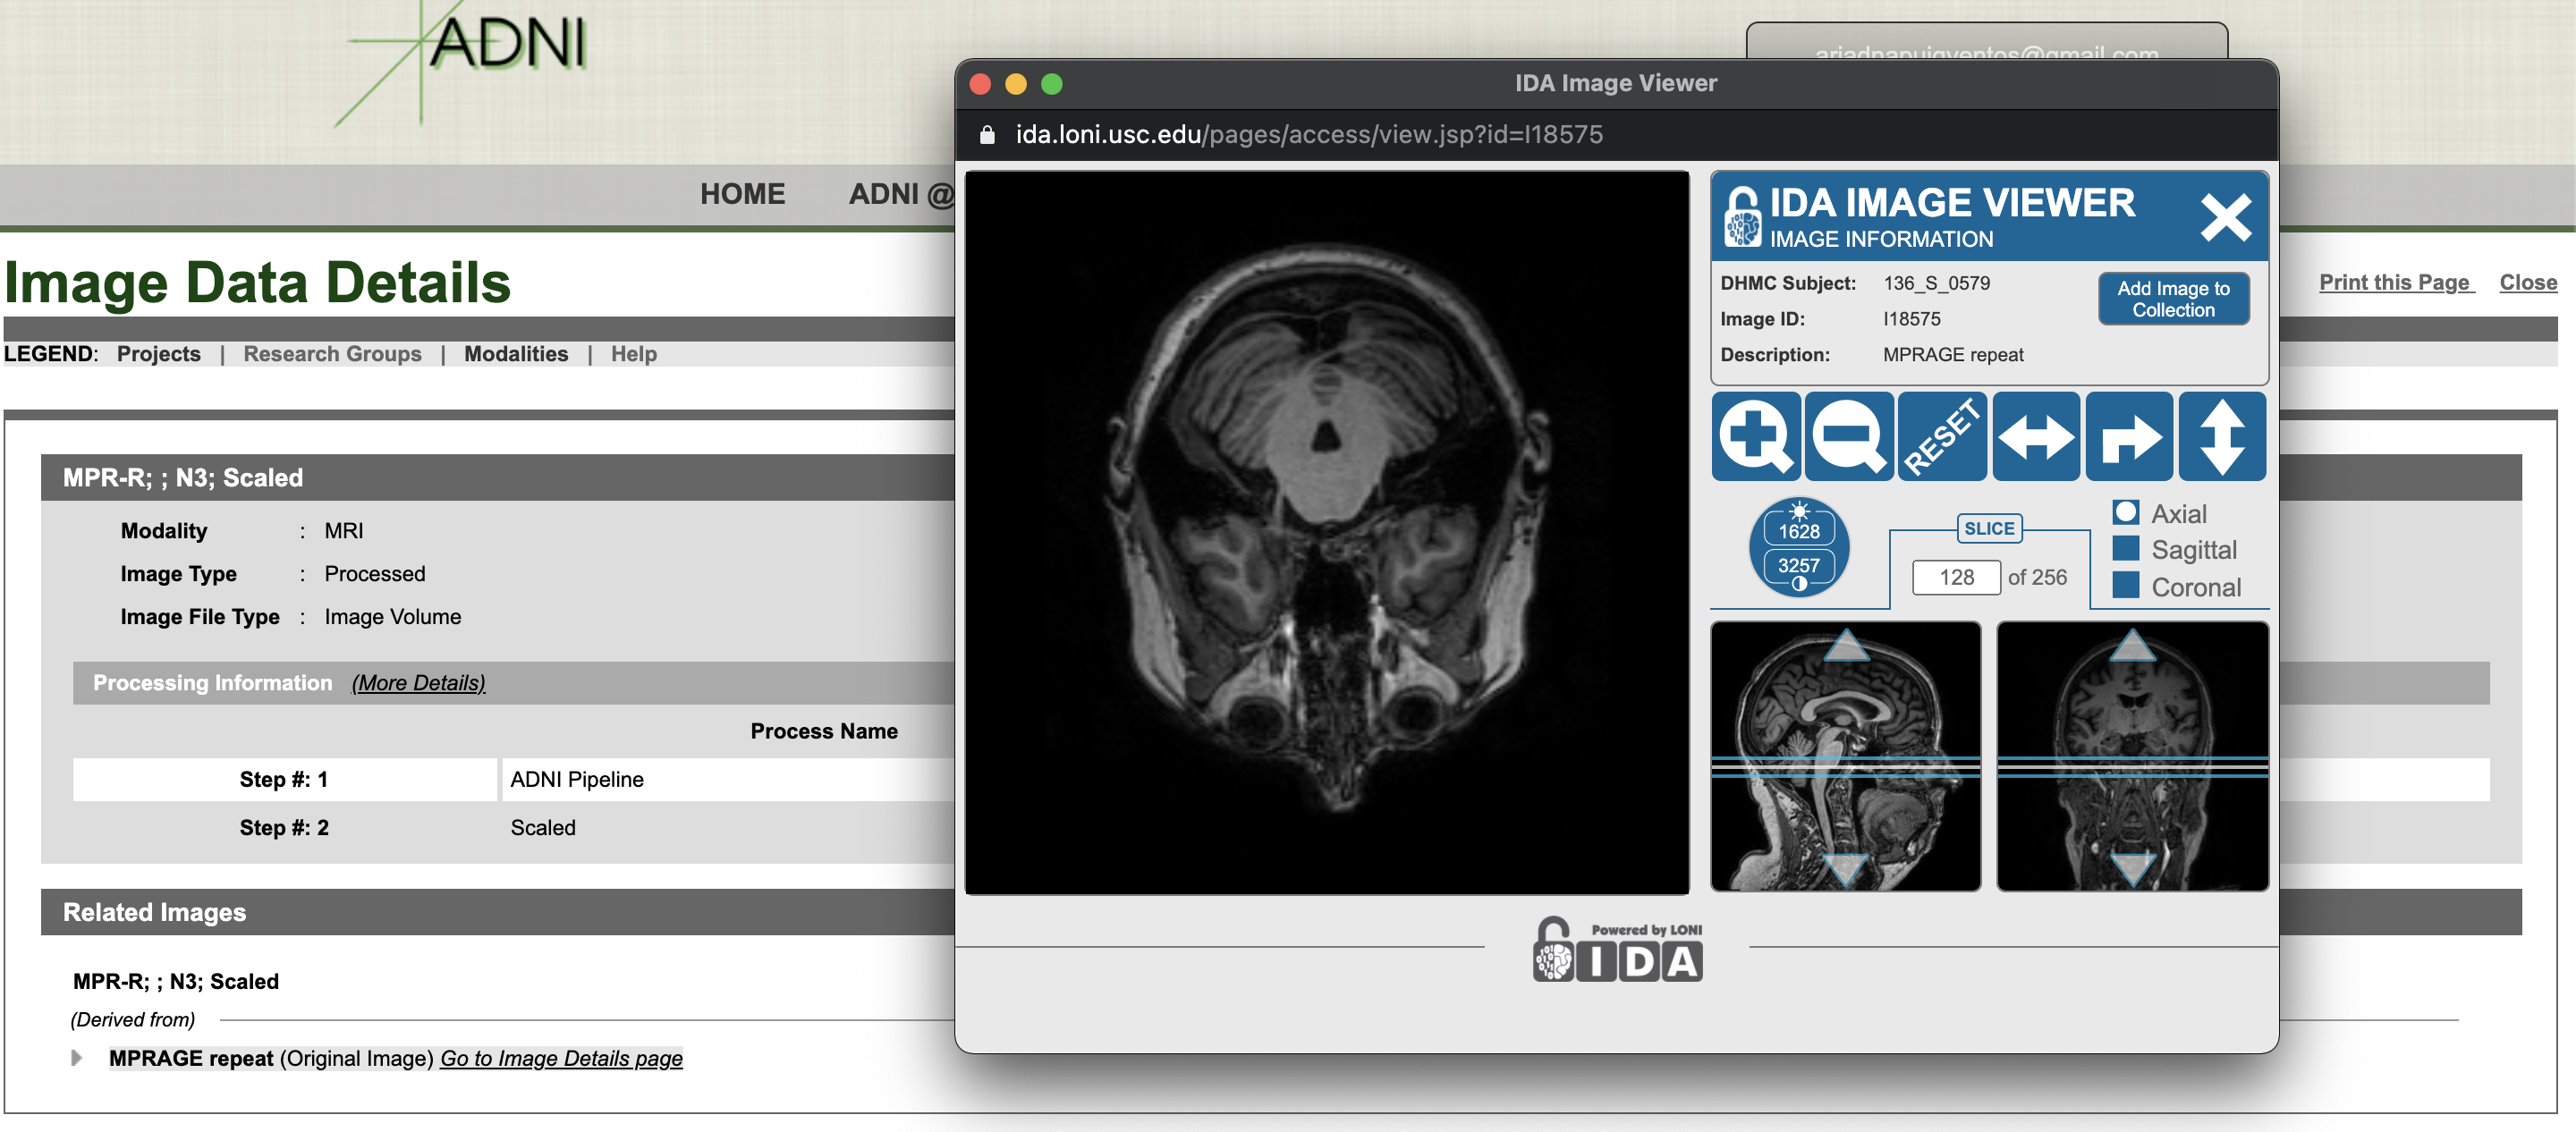 ADNI
ariadnapuigventos@gmail.com
HOME ADNI @
Image Data Details
Print this Page Close
LEGEND: Projects | Research Groups | Modalities | Help
MPR-R; ; N3; Scaled
Modality : MRI
Image Type : Processed
Image File Type : Image Volume
Processing Information (More Details)
Process Name
Step #: 1 ADNI Pipeline
Step #: 2 Scaled
Related Images
MPR-R; ; N3; Scaled
(Derived from)
MPRAGE repeat (Original Image) Go to Image Details page
IDA Image Viewer
ida.loni.usc.edu/pages/access/view.jsp?id=I18575
IDA IMAGE VIEWER
IMAGE INFORMATION
DHMC Subject: 136_S_0579
Image ID: I18575
Description: MPRAGE repeat
Add Image to
Collection
RESET
1628
3257
SLICE
128 of 256
Axial
Sagittal
Coronal
Powered by LONI
IDA